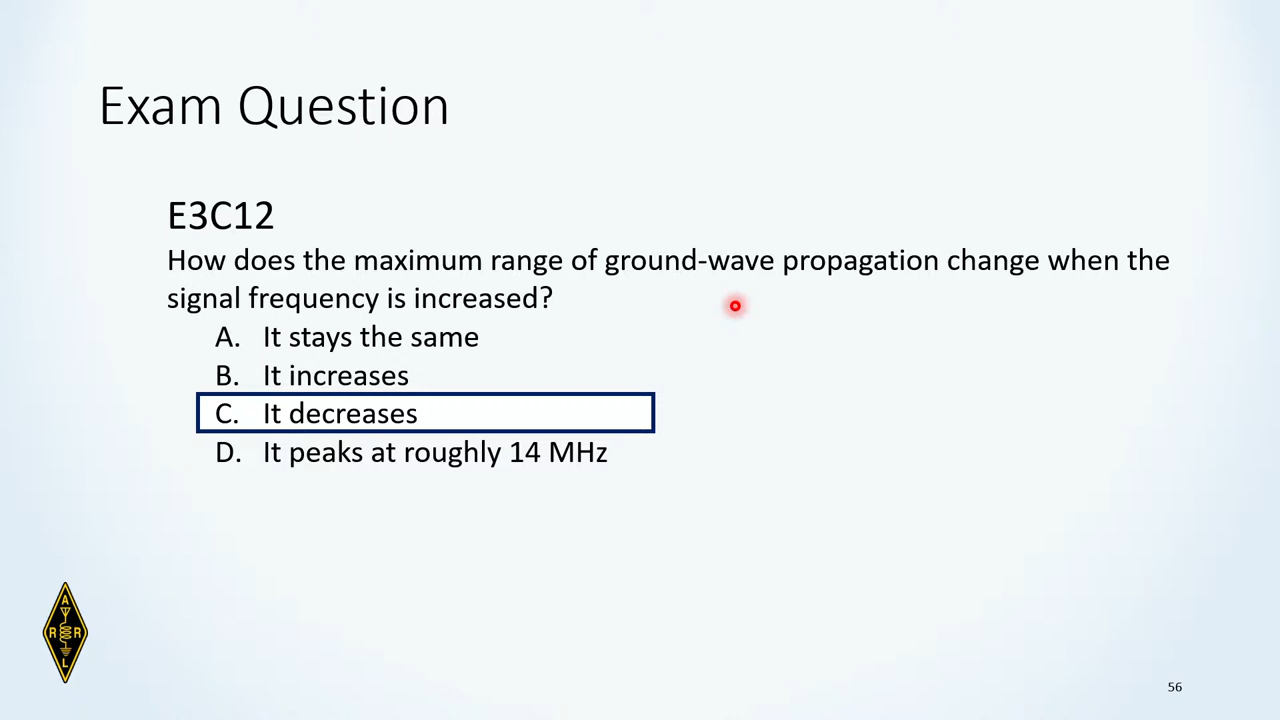 Exam Question
E3C12
How does the maximum range of ground-wave propagation change when the
signal frequency is increased?
A. It stays the same
B. It increases
C. It decreases
D. It peaks at roughly 14 MHz
A
R R
L
56